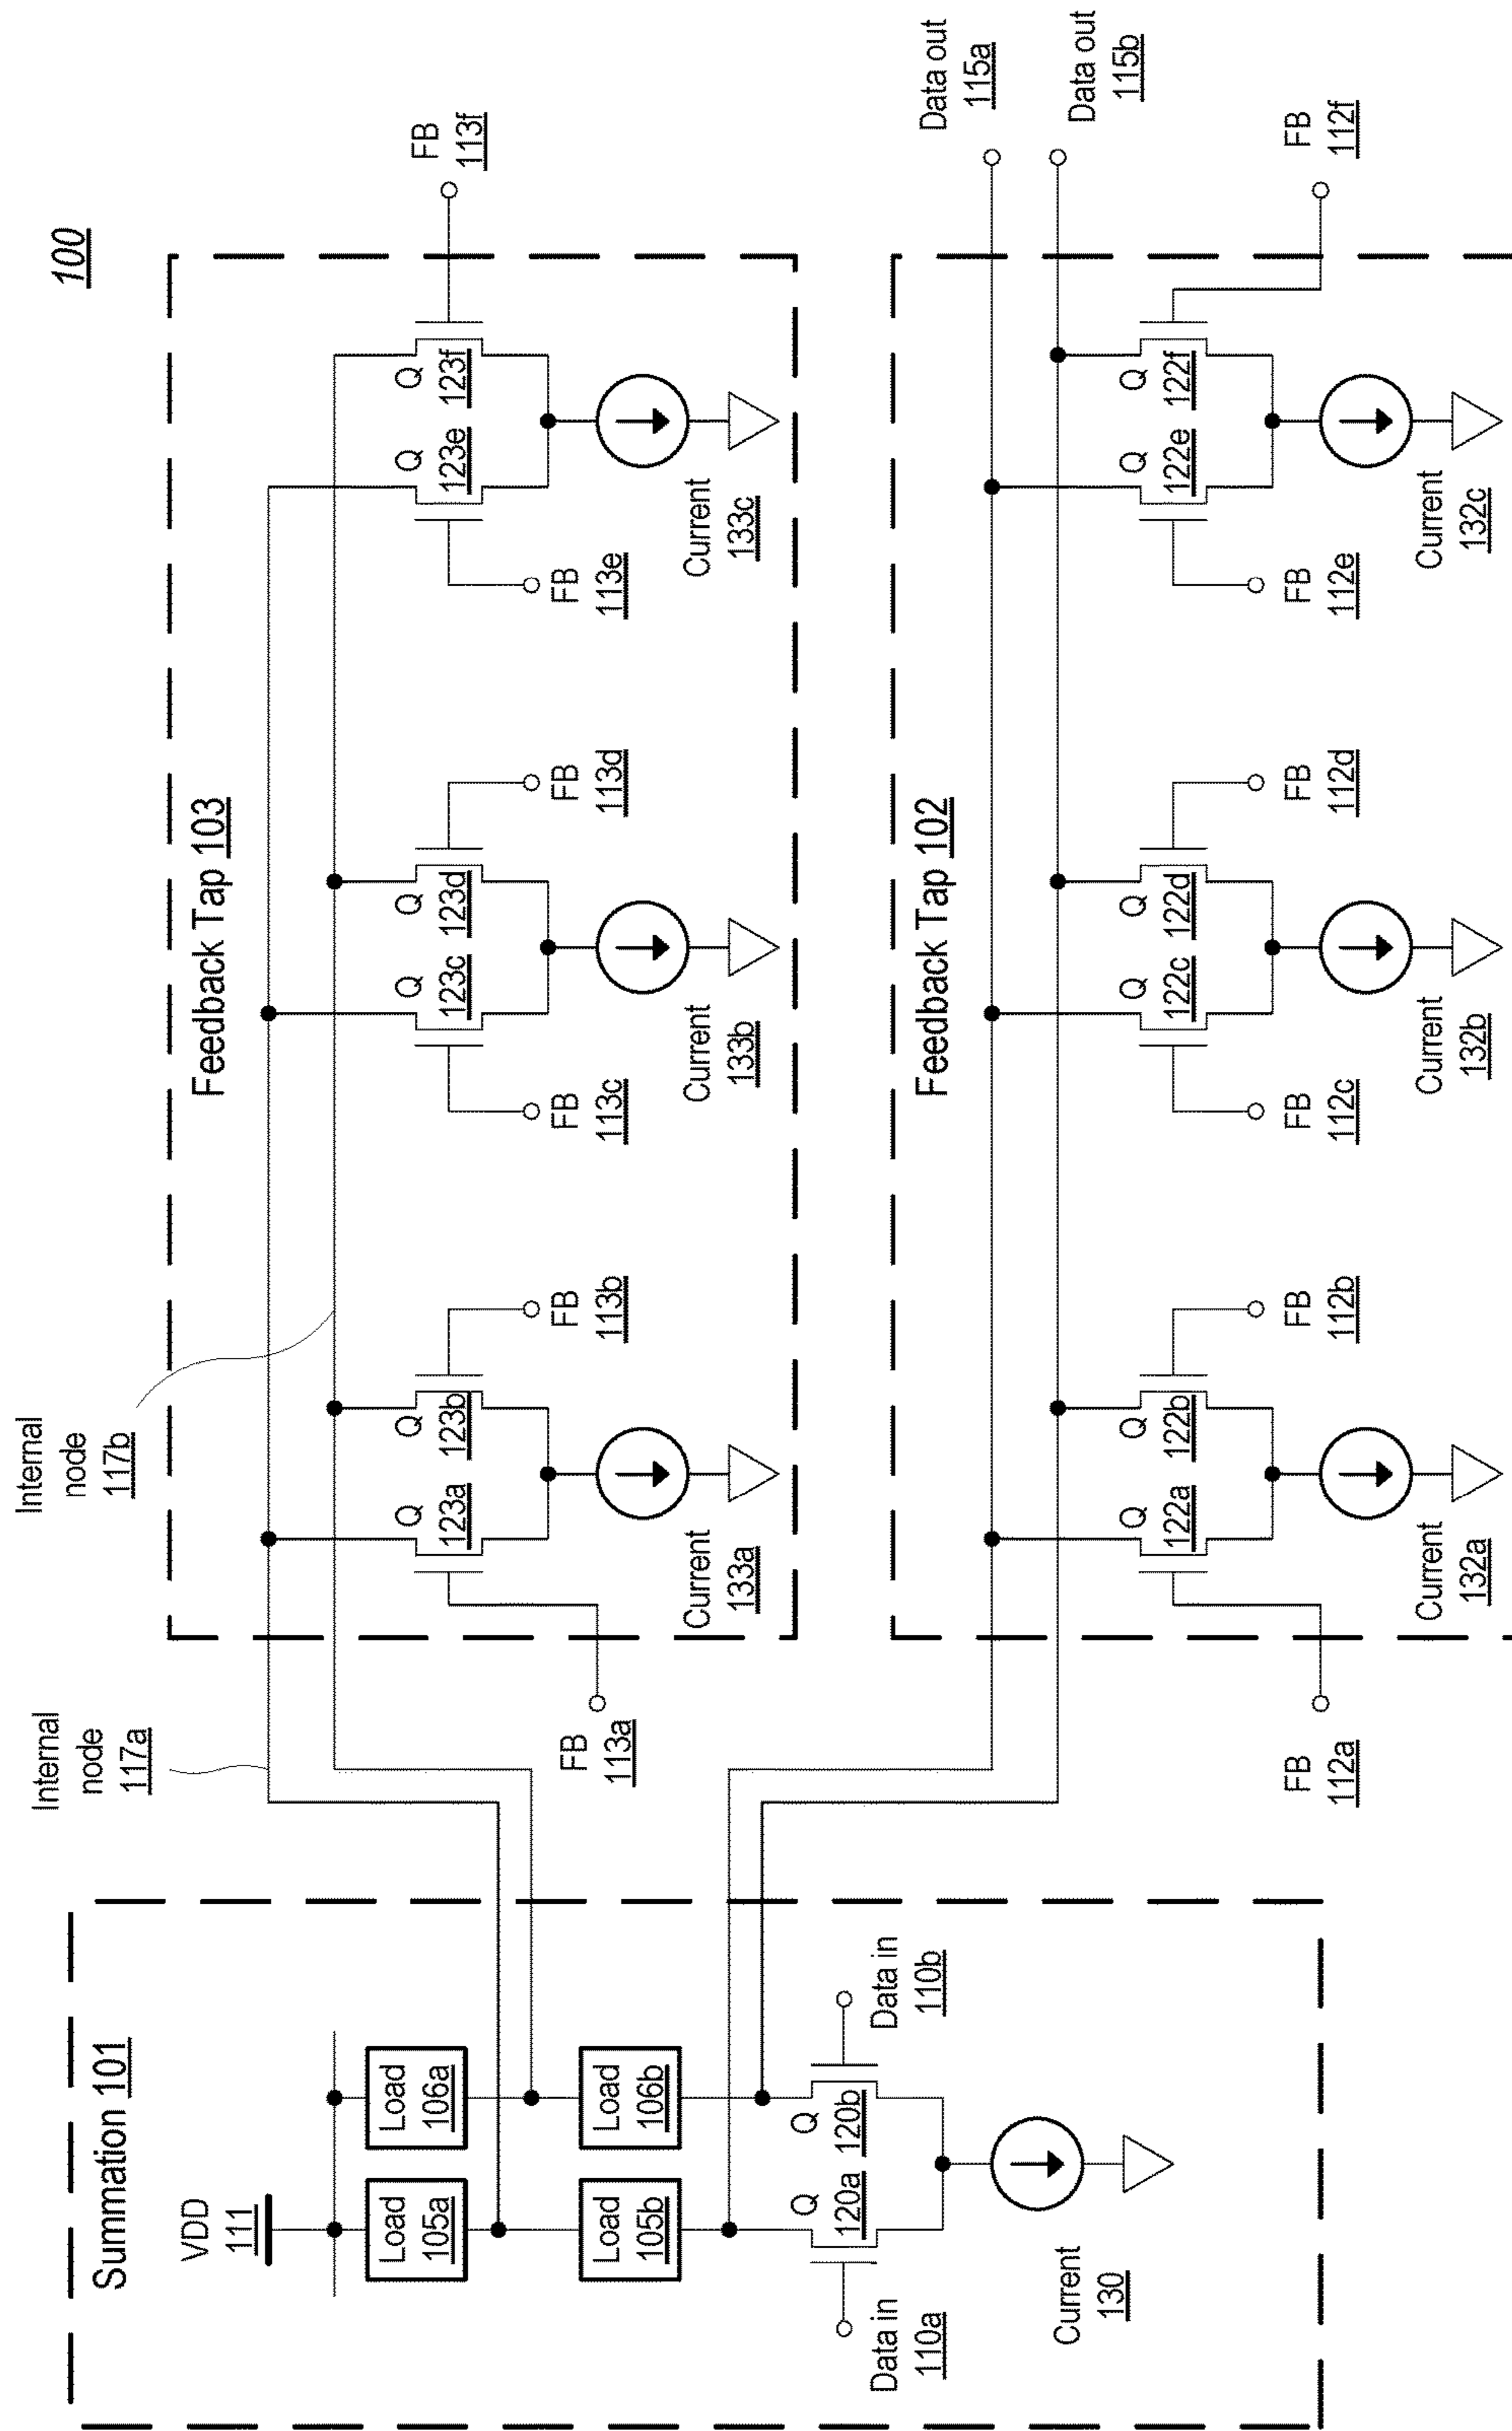 100
Summation 101
VDD
111
Load
105a
Load
106a
Load
105b
Load
106b
Q
120a
Q
120b
Data in
110a
Data in
110b
Current
130
Internal
node
117a
Internal
node
117b
Feedback Tap 103
Q
123a
Q
123b
Q
123c
Q
123d
Q
123e
Q
123f
FB
113a
FB
113b
FB
113c
FB
113d
FB
113e
FB
113f
Current
133a
Current
133b
Current
133c
Data out
115a
Data out
115b
Feedback Tap 102
Q
122a
Q
122b
Q
122c
Q
122d
Q
122e
Q
122f
FB
112a
FB
112b
FB
112c
FB
112d
FB
112e
FB
112f
Current
132a
Current
132b
Current
132c